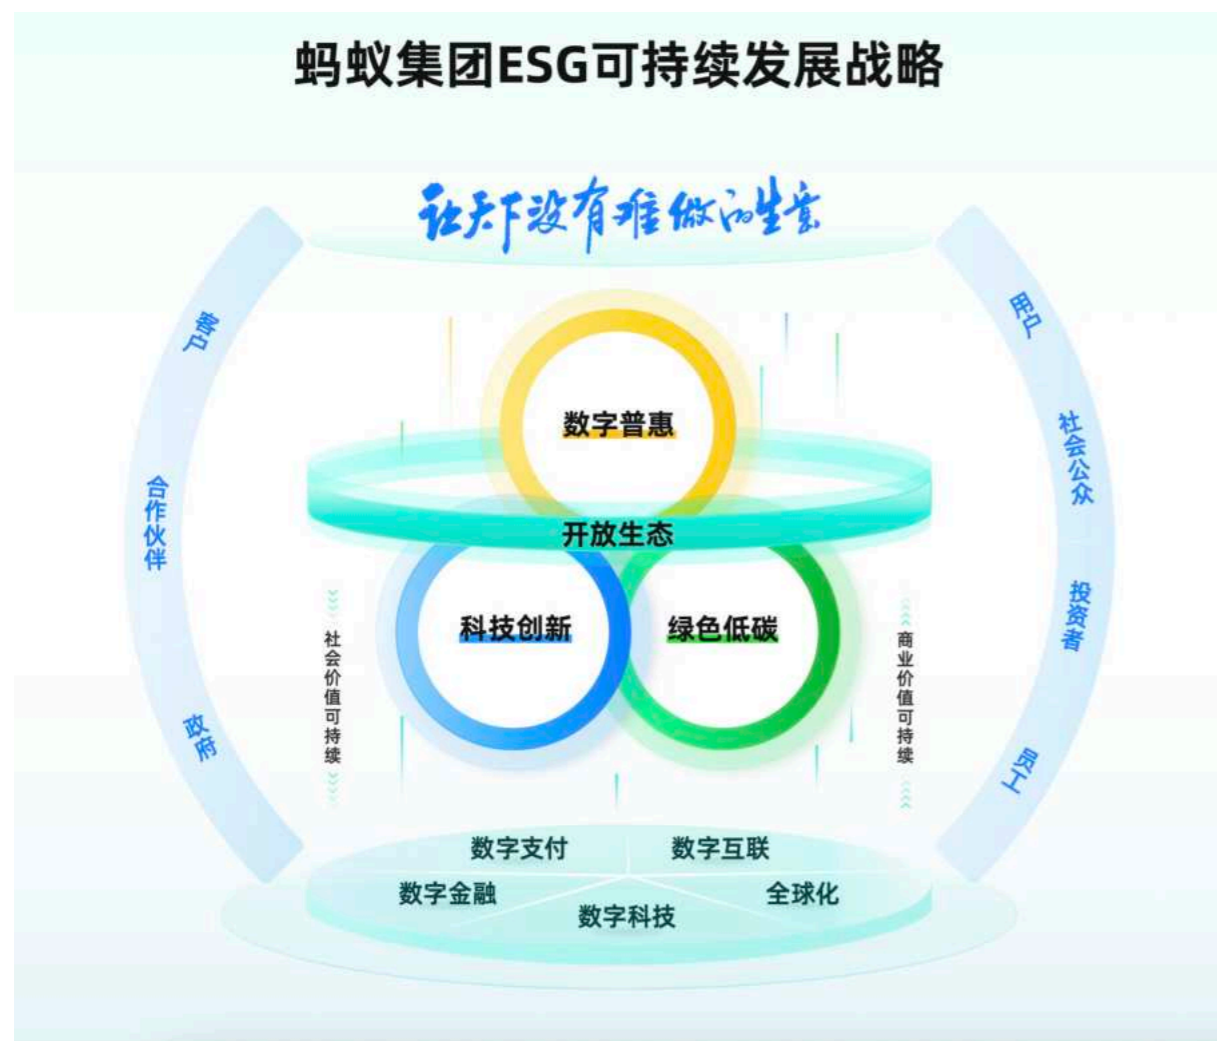 蚂蚁集团ESG可持续发展战略
让天下没有难做的生意
客户
合作伙伴
政府
用户
社会公众
投资者
员工
数字普惠
开放生态
科技创新
绿色低碳
社会价值可持续
商业价值可持续
数字支付
数字互联
数字金融
数字科技
全球化